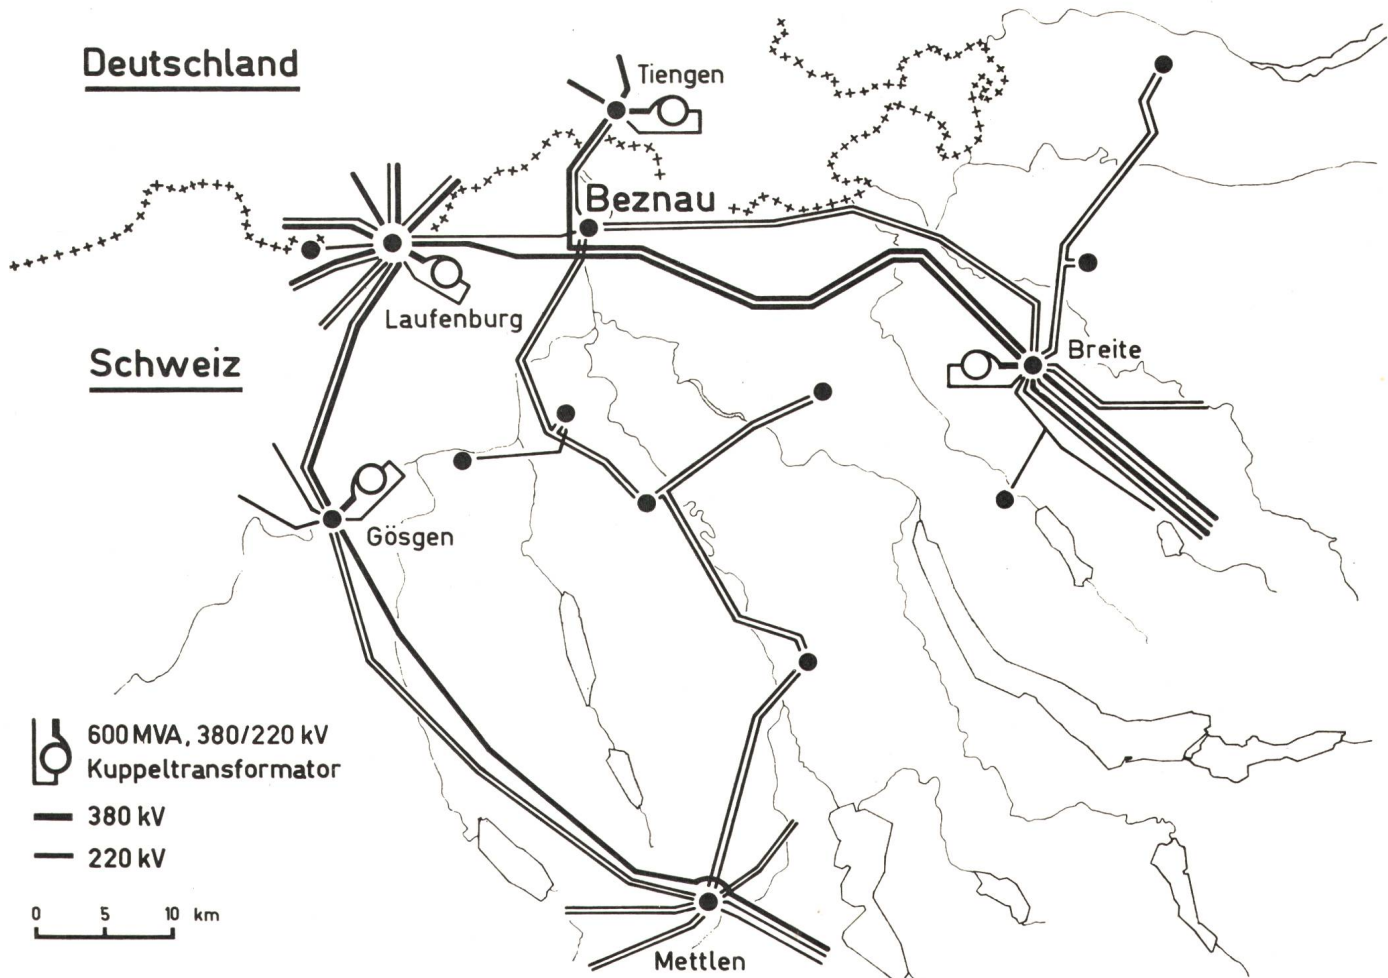 Deutschland
Tiengen
Beznau
Laufenburg
Schweiz
Breite
Gösgen
600 MVA, 380/220 kV
Kuppeltransformator
380 kV
220 kV
0 5 10 km
Mettlen